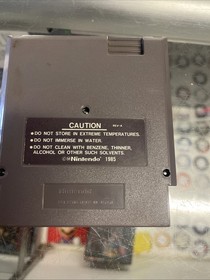 CAUTION REV-A
• DO NOT STORE IN EXTREME TEMPERATURES.
• DO NOT IMMERSE IN WATER.
• DO NOT CLEAN WITH BENZENE, THINNER,
ALCOHOL OR OTHER SUCH SOLVENTS.
©Nintendo 1985